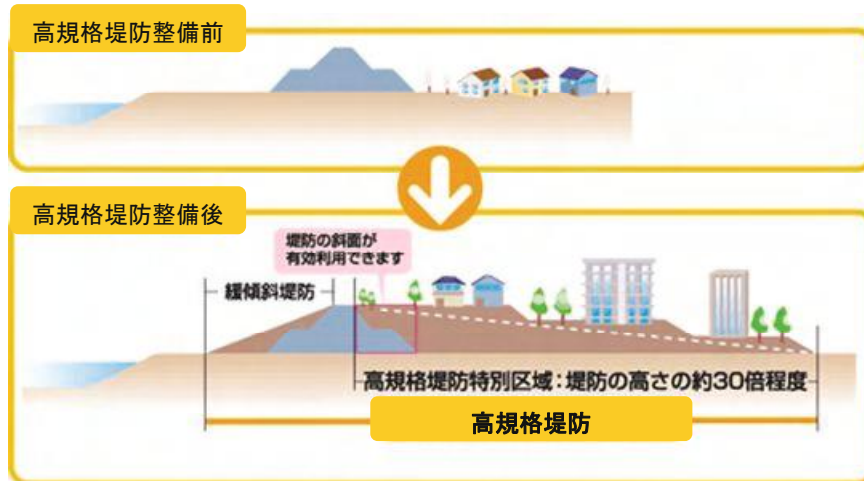 高規格堤防整備前
高規格堤防整備後
堤防の斜面が
有効利用できます
緩傾斜堤防
高規格堤防特別区域：堤防の高さの約30倍程度
高規格堤防